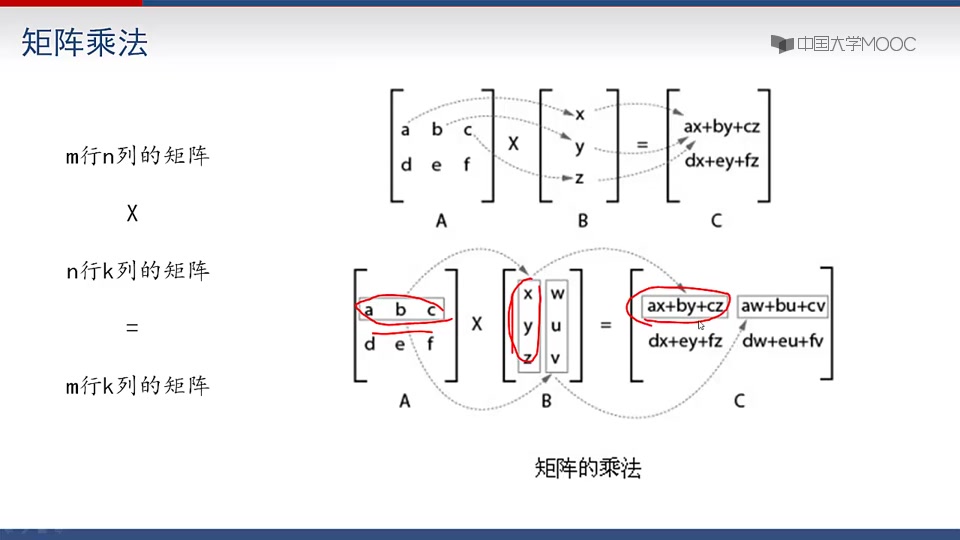 矩阵乘法
中国大学MOOC
m行n列的矩阵
X
n行k列的矩阵
=
m行k列的矩阵
a b c
d e f
X
x
y
z
=
ax+by+cz
dx+ey+fz
A B C
a b c
d e f
X
x w
y u
z v
=
ax+by+cz aw+bu+cv
dx+ey+fz dw+eu+fv
A B C
矩阵的乘法